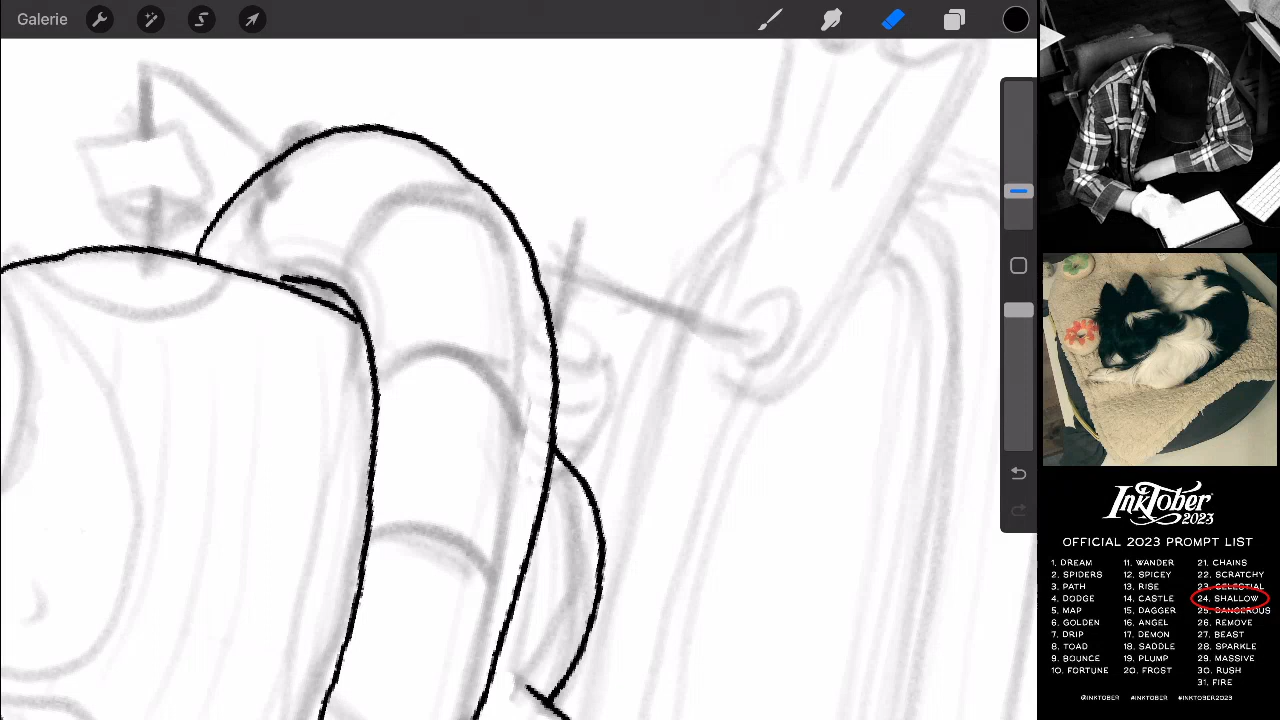 Galerie
INKTOBER
2023
OFFICIAL 2023 PROMPT LIST
1. DREAM
2. SPIDERS
3. PATH
4. DODGE
5. MAP
6. GOLDEN
7. DRIP
8. TOAD
9. BOUNCE
10. FORTUNE
11. WANDER
12. SPICEY
13. RISE
14. CASTLE
15. DAGGER
16. ANGEL
17. DEMON
18. SADDLE
19. PLUMP
20. FROST
21. CHAINS
22. SCRATCHY
23. CELESTIAL
24. SHALLOW
25. DANGEROUS
26. REMOVE
27. BEAST
28. SPARKLE
29. MASSIVE
30. RUSH
31. FIRE
@INKTOBER #INKTOBER #INKTOBER2023